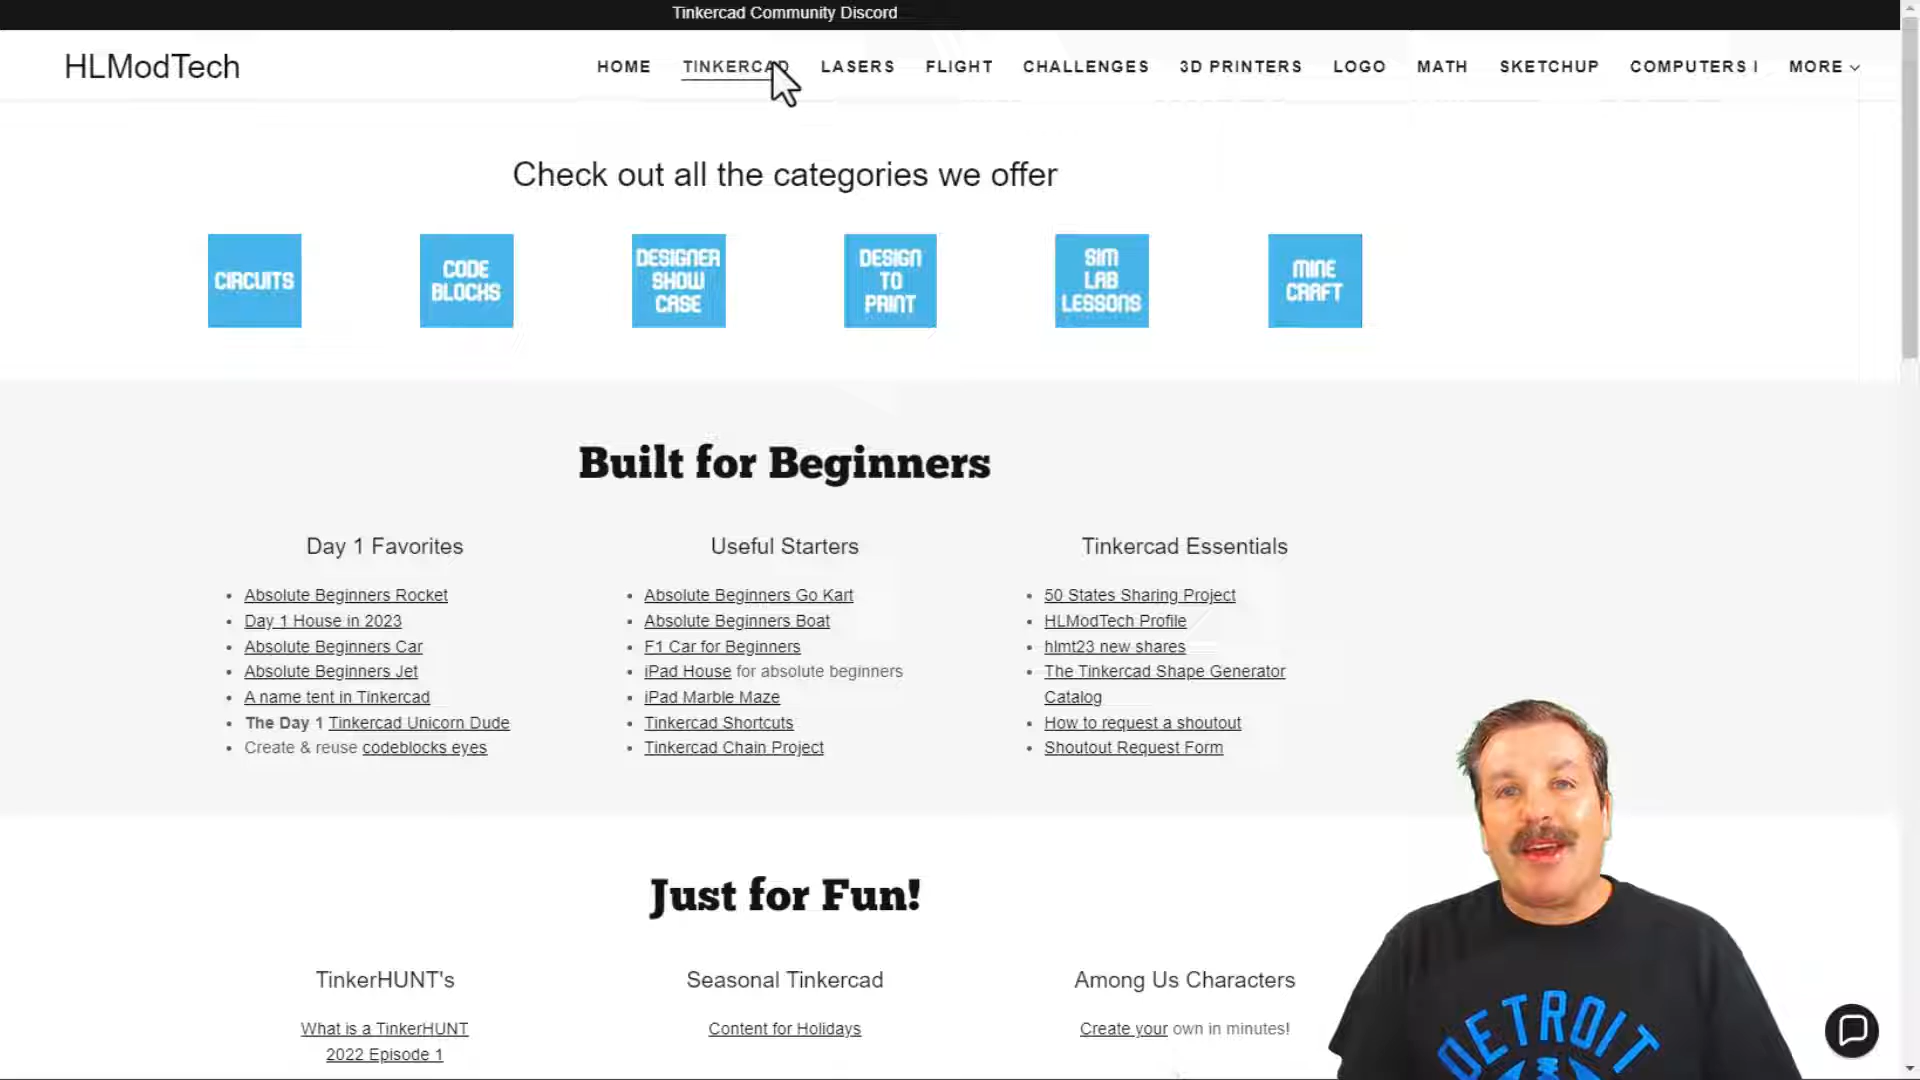 Tinkercad Community Discord
HLModTech
HOME TINKERCAD LASERS FLIGHT CHALLENGES 3D PRINTERS LOGO MATH SKETCHUP COMPUTERS I MORE
Check out all the categories we offer
CIRCUITS
CODE
BLOCKS
DESIGNER
SHOW
CASE
DESIGN
TO
PRINT
SIM
LAB
LESSONS
MINE
CRAFT
Built for Beginners
Day 1 Favorites
Absolute Beginners Rocket
Day 1 House in 2023
Absolute Beginners Car
Absolute Beginners Jet
A name tent in Tinkercad
The Day 1 Tinkercad Unicorn Dude
Create & reuse codeblocks eyes
Useful Starters
Absolute Beginners Go Kart
Absolute Beginners Boat
F1 Car for Beginners
iPad House for absolute beginners
iPad Marble Maze
Tinkercad Shortcuts
Tinkercad Chain Project
Tinkercad Essentials
50 States Sharing Project
HLModTech Profile
hlmt23 new shares
The Tinkercad Shape Generator
Catalog
How to request a shoutout
Shoutout Request Form
Just for Fun!
TinkerHUNT's
What is a TinkerHUNT
2022 Episode 1
Seasonal Tinkercad
Content for Holidays
Among Us Characters
Create your own in minutes!
DETROIT